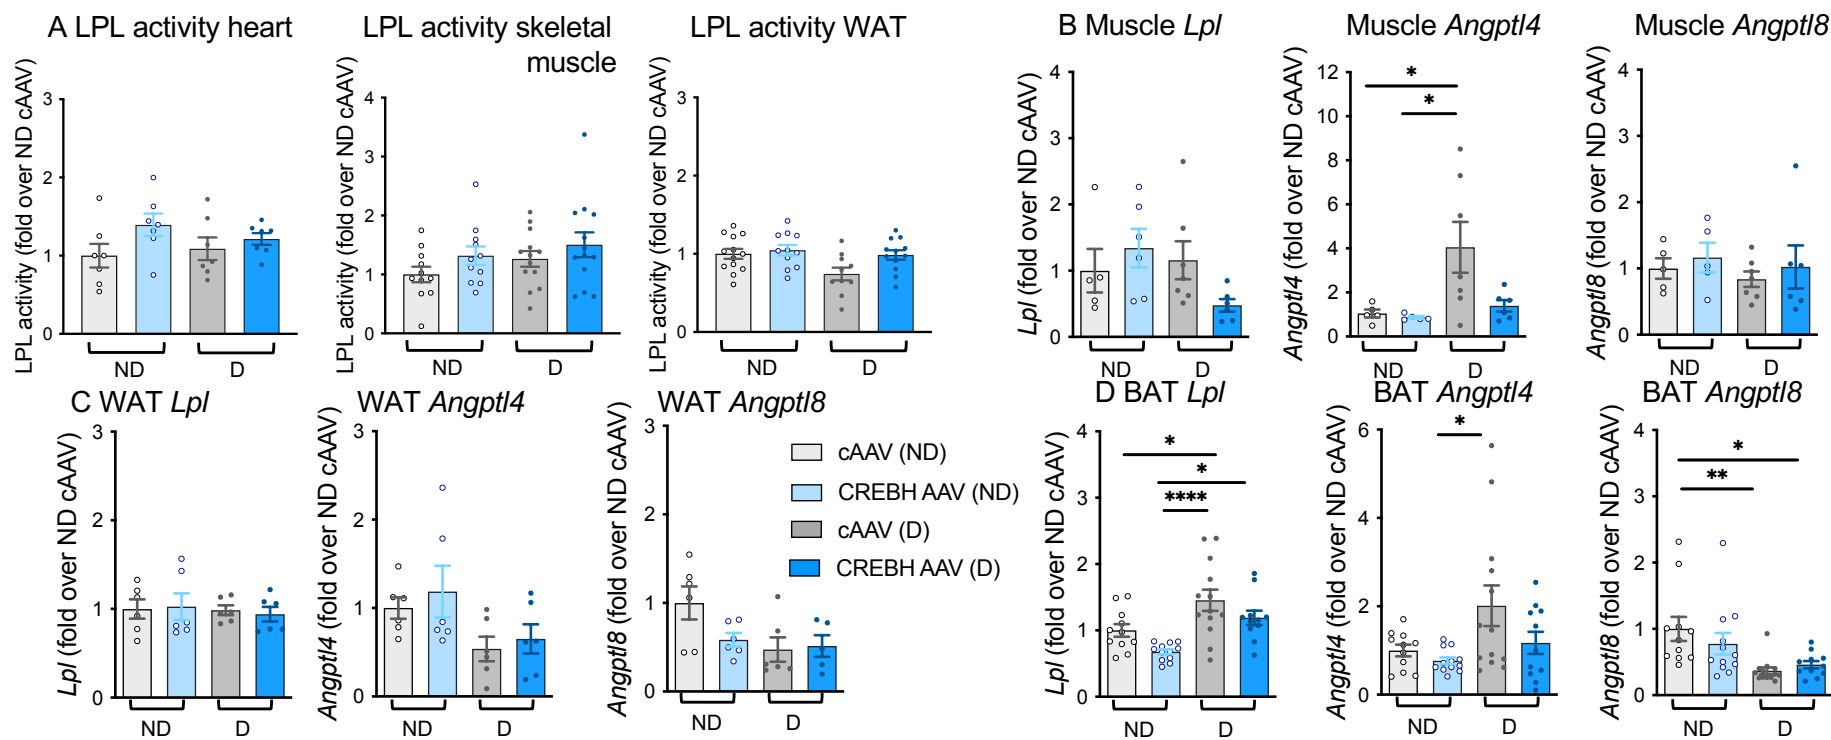 A LPL activity heart
LPL activity (fold over ND cAAV)
3
2
1
0
ND
D
LPL activity skeletal
muscle
LPL activity (fold over ND cAAV)
4
3
2
1
0
ND
D
LPL activity WAT
LPL activity (fold over ND cAAV)
3
2
1
0
ND
D
B Muscle Lpl
Lpl (fold over ND cAAV)
4
3
2
1
0
ND
D
Muscle Angptl4
Angptl4 (fold over ND cAAV)
12
10
8
6
4
2
0
*
*
ND
D
Muscle Angptl8
Angptl8 (fold over ND cAAV)
4
3
2
1
0
ND
D
C WAT Lpl
Lpl (fold over ND cAAV)
3
2
1
0
ND
D
WAT Angptl4
Angptl4 (fold over ND cAAV)
3
2
1
0
ND
D
WAT Angptl8
Angptl8 (fold over ND cAAV)
3
2
1
0
ND
D
cAAV (ND)
CREBH AAV (ND)
cAAV (D)
CREBH AAV (D)
D BAT Lpl
Lpl (fold over ND cAAV)
4
3
2
1
0
*
*
****
ND
D
BAT Angptl4
Angptl4 (fold over ND cAAV)
6
4
2
0
*
ND
D
BAT Angptl8
Angptl8 (fold over ND cAAV)
4
3
2
1
0
*
**
ND
D